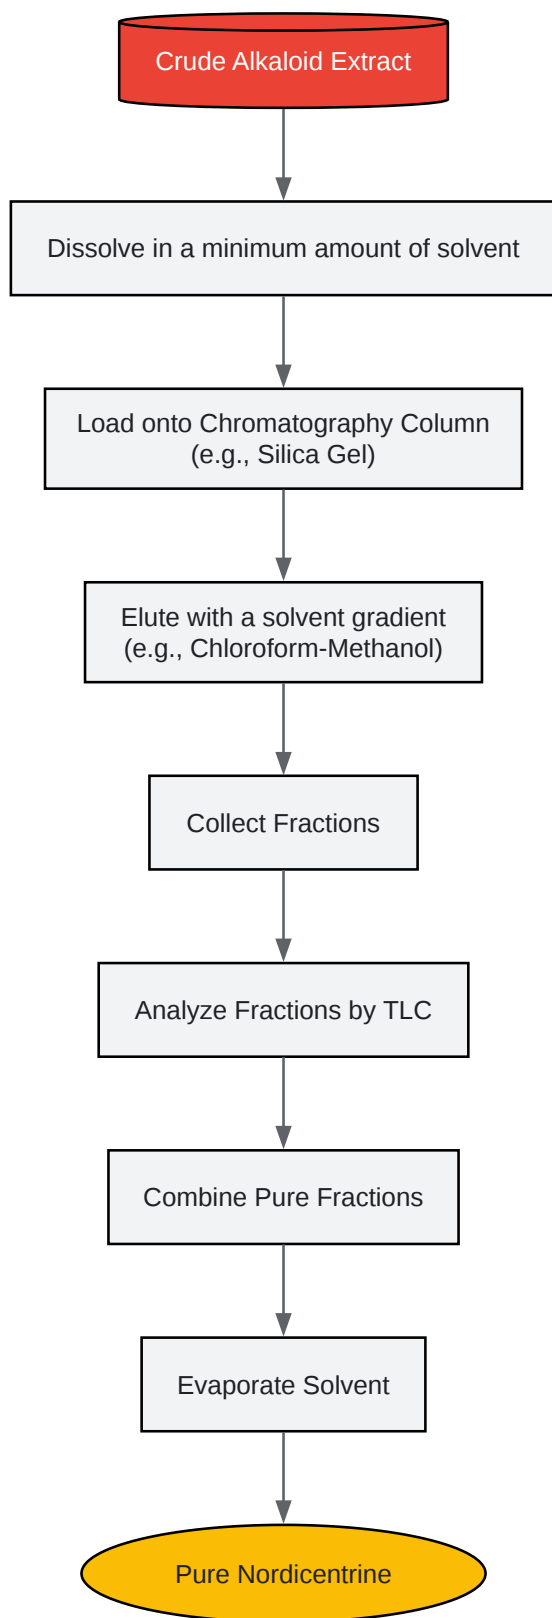 Crude Alkaloid Extract
Dissolve in a minimum amount of solvent
Load onto Chromatography Column
(e.g., Silica Gel)
Elute with a solvent gradient
(e.g., Chloroform-Methanol)
Collect Fractions
Analyze Fractions by TLC
Combine Pure Fractions
Evaporate Solvent
Pure Nordicentrine